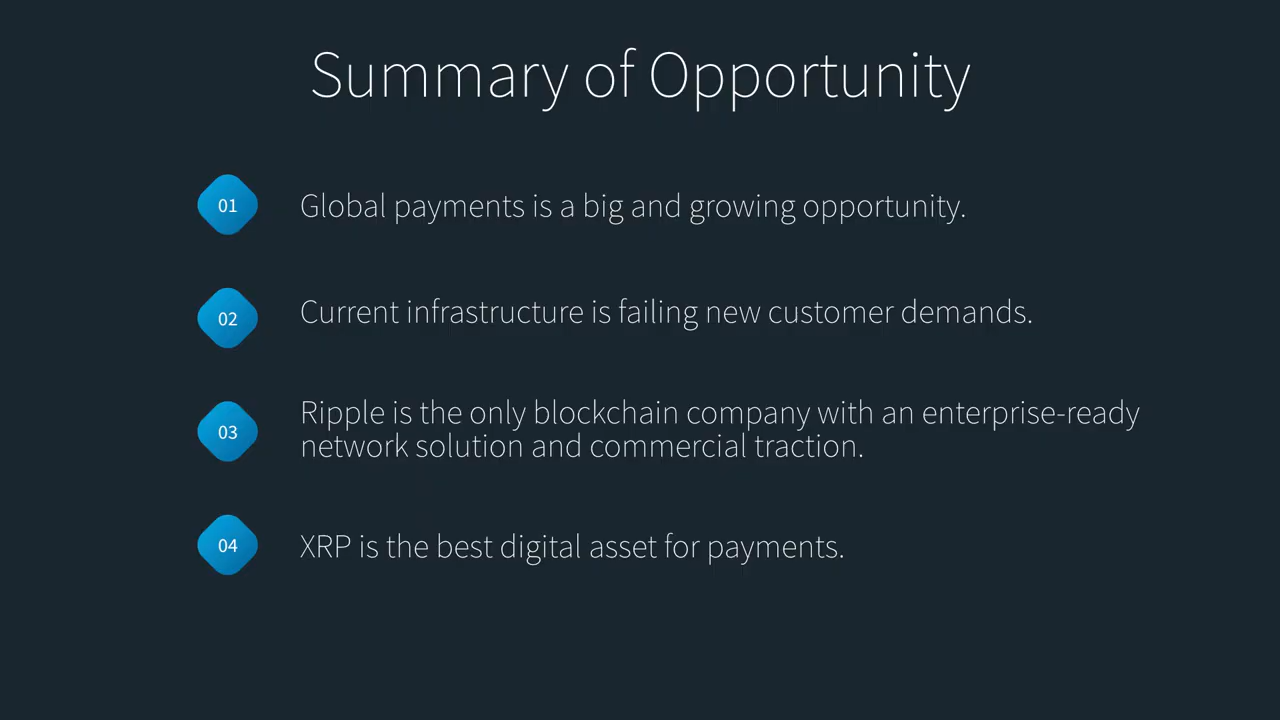 Summary of Opportunity
01
Global payments is a big and growing opportunity.
02
Current infrastructure is failing new customer demands.
03
Ripple is the only blockchain company with an enterprise-ready
network solution and commercial traction.
04
XRP is the best digital asset for payments.